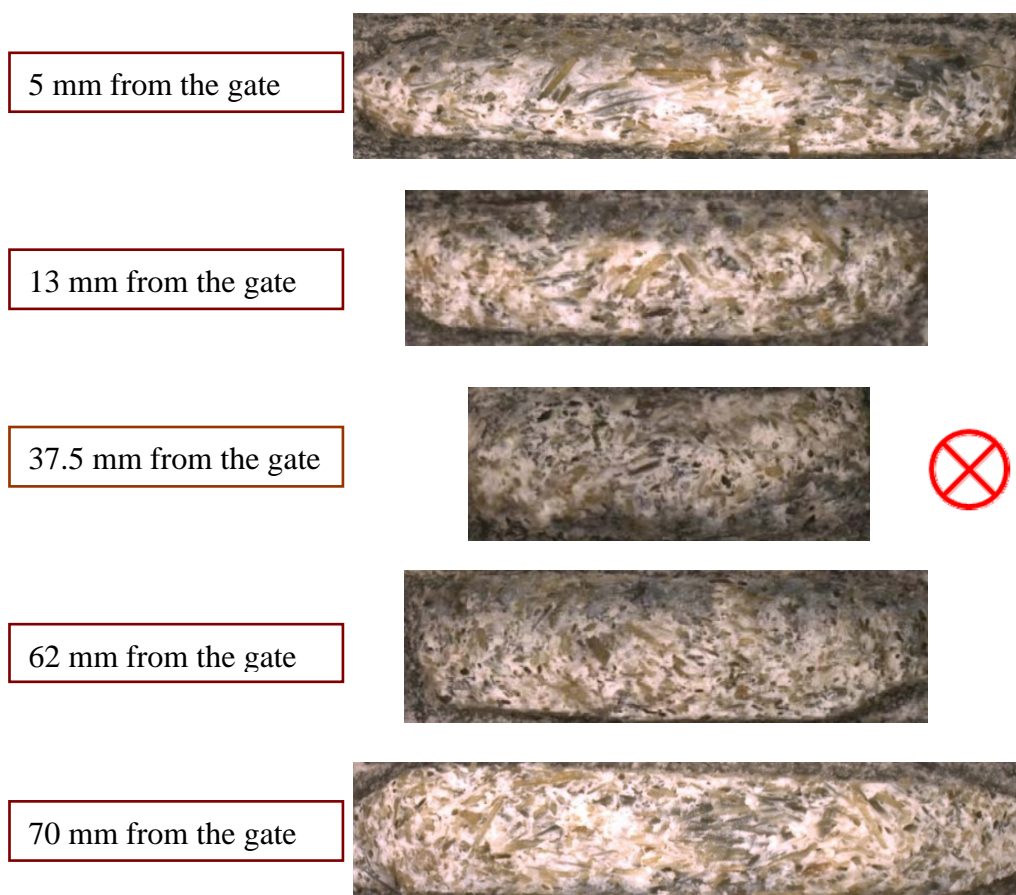 5 mm from the gate
13 mm from the gate
37.5 mm from the gate
62 mm from the gate
70 mm from the gate